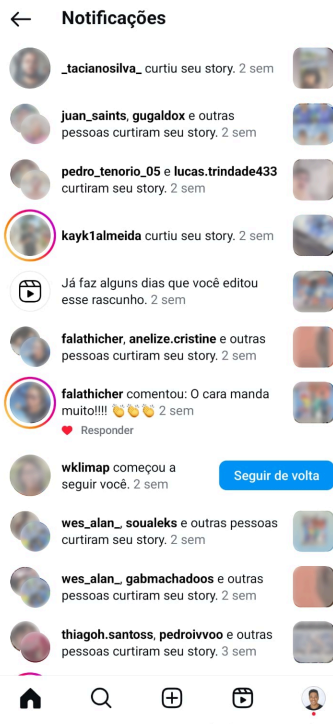 Notificações
_tacianosilva_ curtiu seu story. 2 sem
juan_saints, gugaldox e outras
pessoas curtiram seu story. 2 sem
pedro_tenorio_05 e lucas.trindade433
curtiram seu story. 2 sem
kayk1almeida curtiu seu story. 2 sem
Já faz alguns dias que você editou
esse rascunho. 2 sem
falathicher, anelize.cristine e outras
pessoas curtiram seu story. 2 sem
falathicher comentou: O cara manda
muito!!!! 👏👏👏 2 sem
Responder
wklimap começou a
seguir você. 2 sem
Seguir de volta
wes_alan_, soualeks e outras pessoas
curtiram seu story. 2 sem
wes_alan_, gabmachadoos e outras
pessoas curtiram seu story. 2 sem
thiagoh.santoss, pedroivvoo e outras
pessoas curtiram seu story. 3 sem